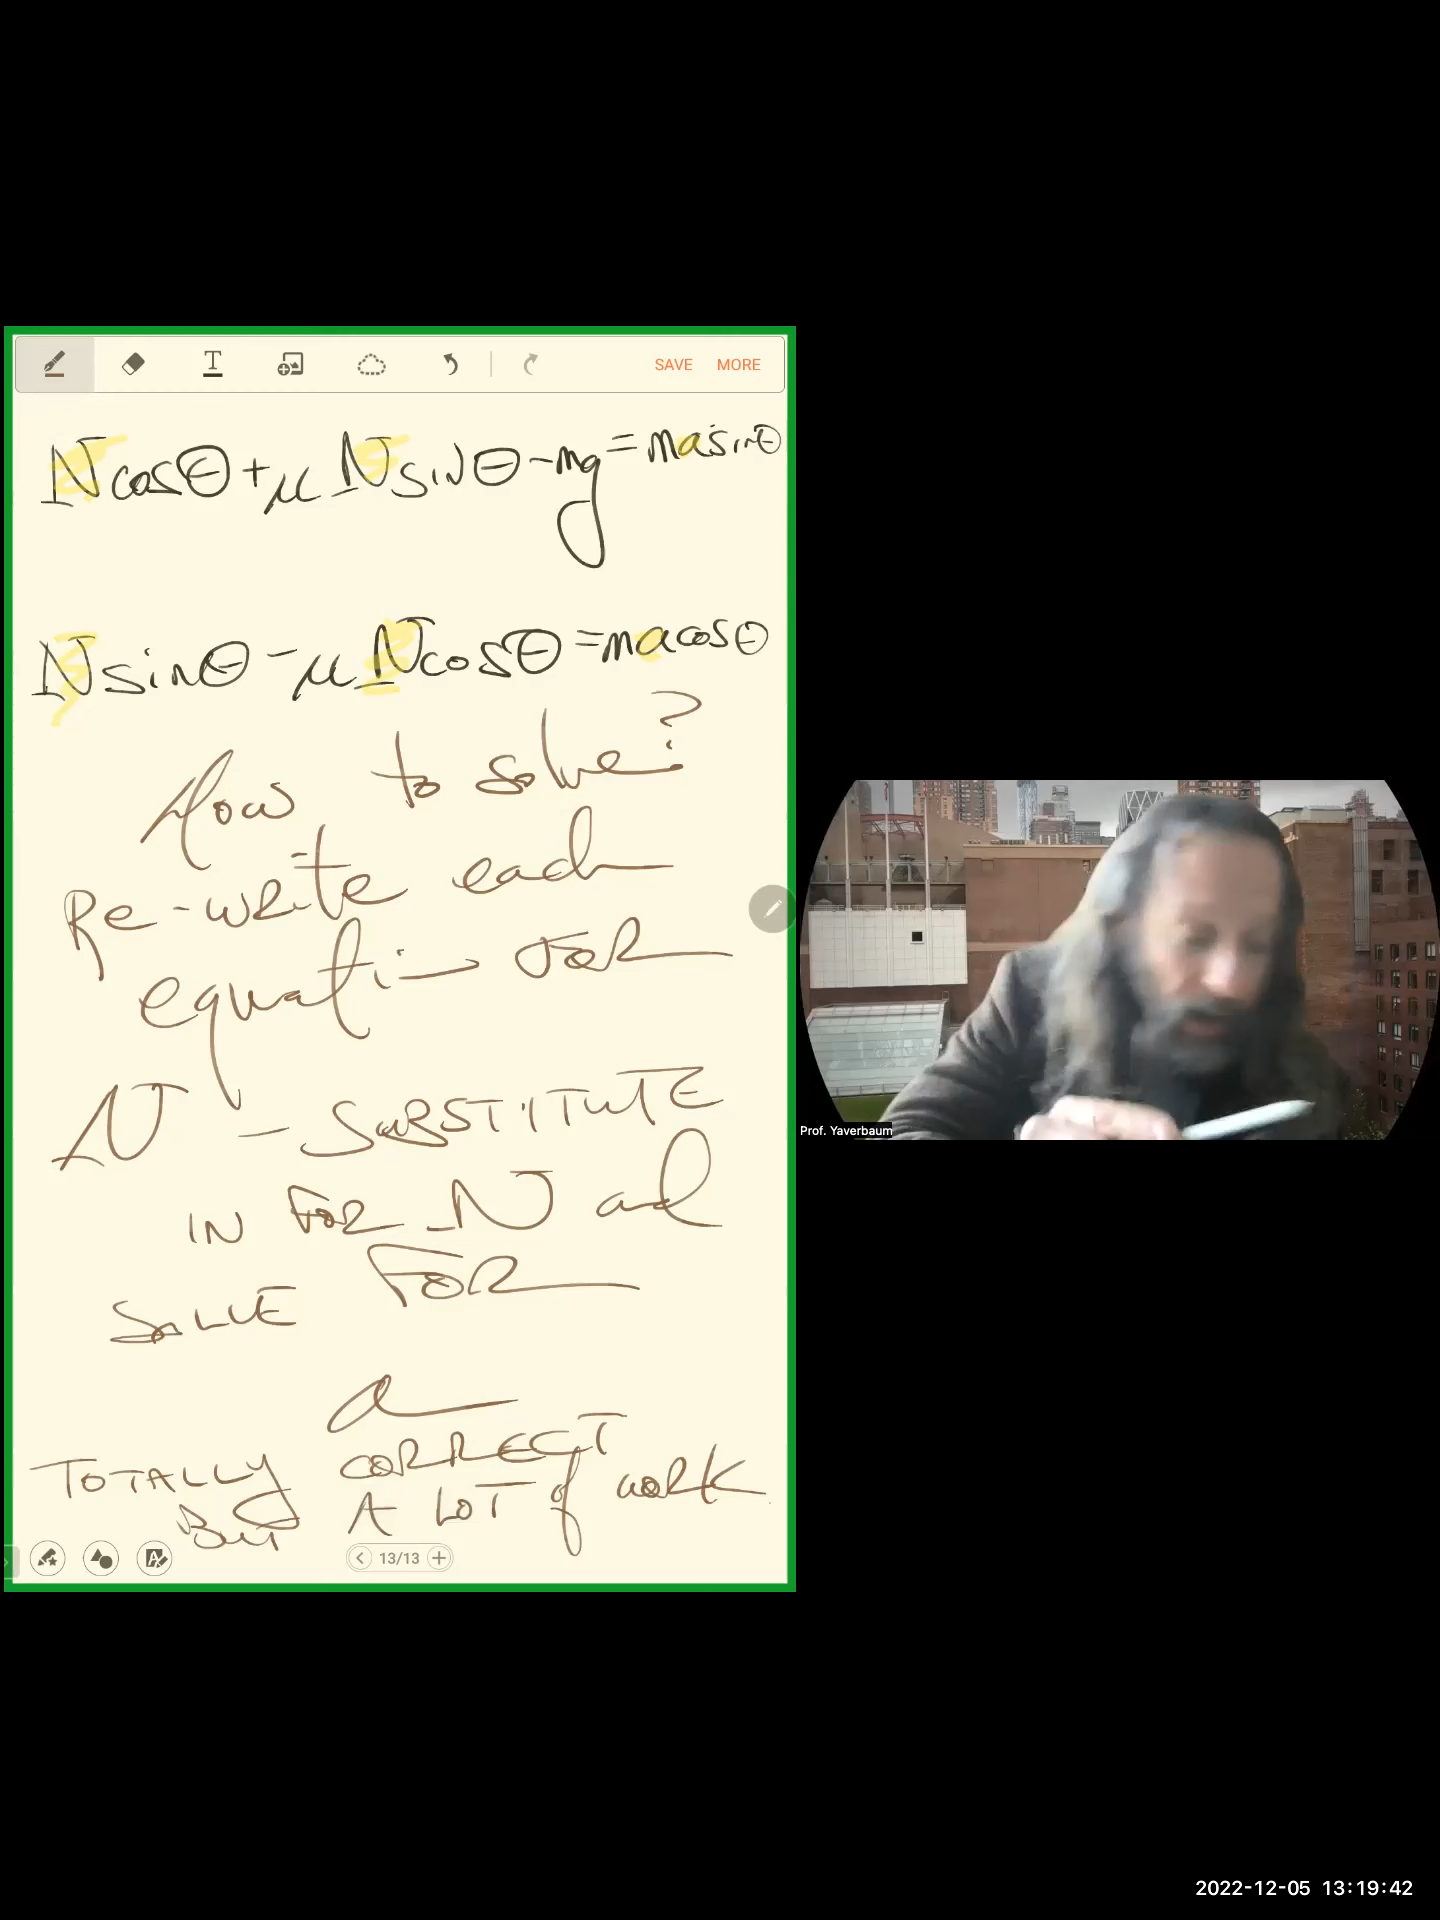 T
SAVE MORE
Ncosθ+μNSINθ-mg=masinθ
Nsinθ-μNcosθ=macosθ
How to solve?
Re-write each
equation FOR
N - SUBSTITUTE
IN FOR N and
SOLVE FOR
a
TOTALLY CORRECT
BUT A LOT of work
13/13
Prof. Yaverbaum
2022-12-05 13:19:42